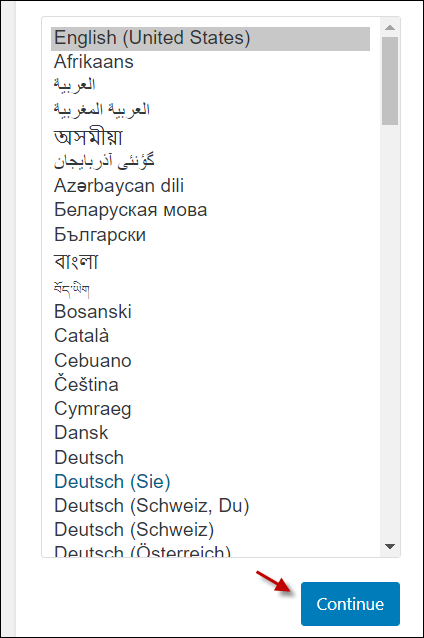 English (United States)
Afrikaans
العربية
العربية المغربية
অসমীয়া
گؤنئی آذربایجان
Azərbaycan dili
Беларуская мова
Български
বাংলা
བོད་ཡིག
Bosanski
Català
Cebuano
Čeština
Cymraeg
Dansk
Deutsch
Deutsch (Sie)
Deutsch (Schweiz, Du)
Deutsch (Schweiz)
Deutsch (Österreich)
Continue